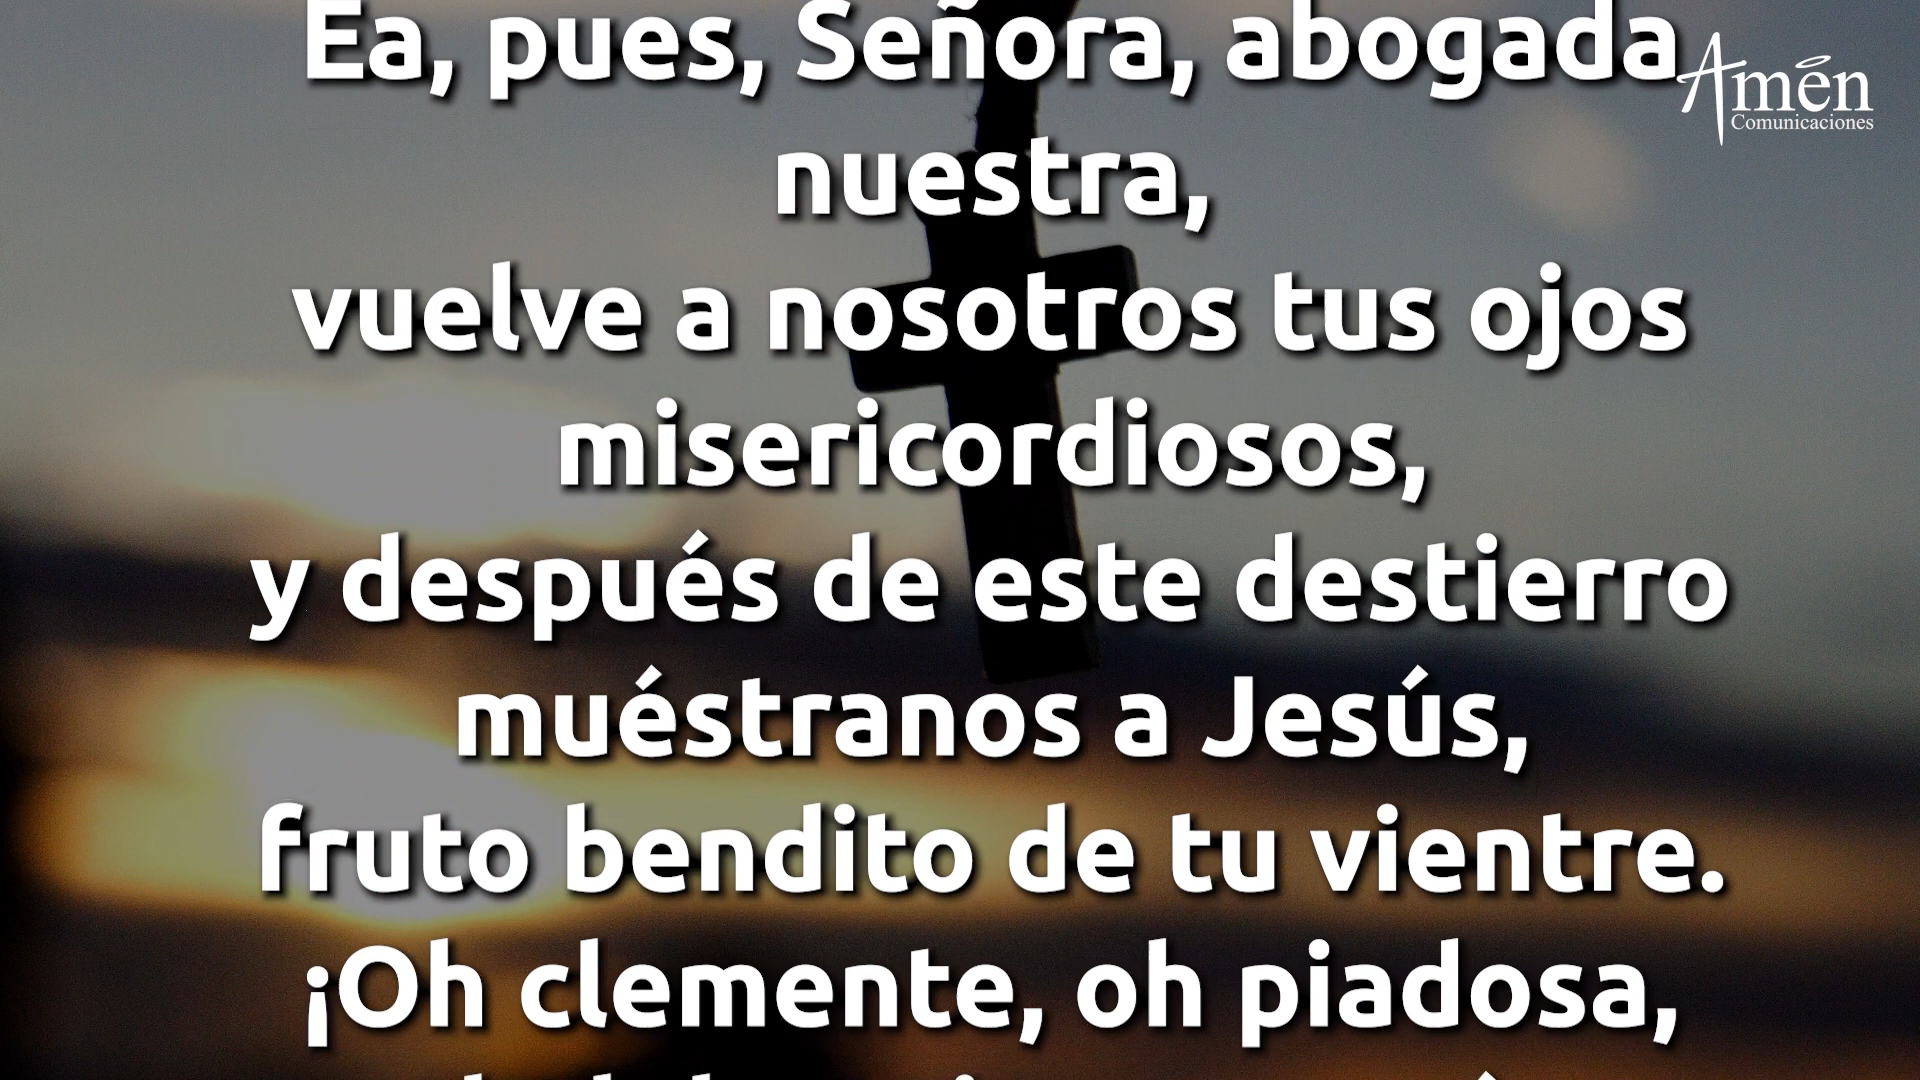 Ea, pues, Señora, abogada
nuestra,
vuelve a nosotros tus ojos
misericordiosos,
y después de este destierro
muéstranos a Jesús,
fruto bendito de tu vientre.
¡Oh clemente, oh piadosa,
Amén
Comunicaciones